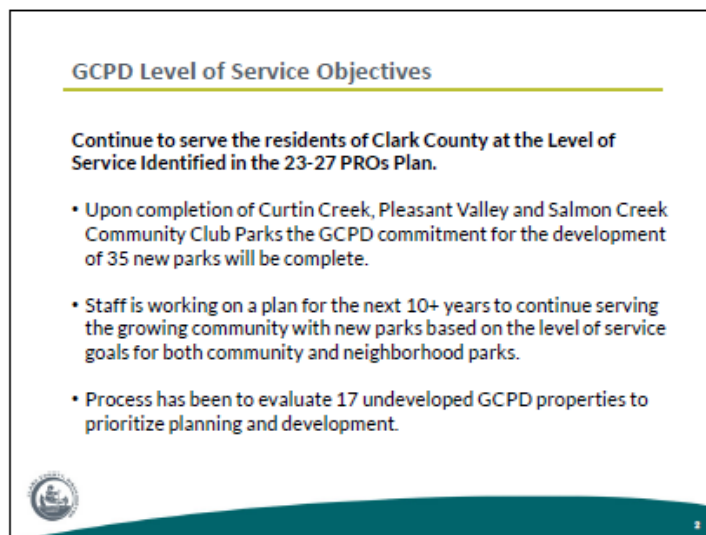 GCPD Level of Service Objectives
Continue to serve the residents of Clark County at the Level of
Service Identified in the 23-27 PROs Plan.
• Upon completion of Curtin Creek, Pleasant Valley and Salmon Creek
Community Club Parks the GCPD commitment for the development
of 35 new parks will be complete.
• Staff is working on a plan for the next 10+ years to continue serving
the growing community with new parks based on the level of service
goals for both community and neighborhood parks.
• Process has been to evaluate 17 undeveloped GCPD properties to
prioritize planning and development.